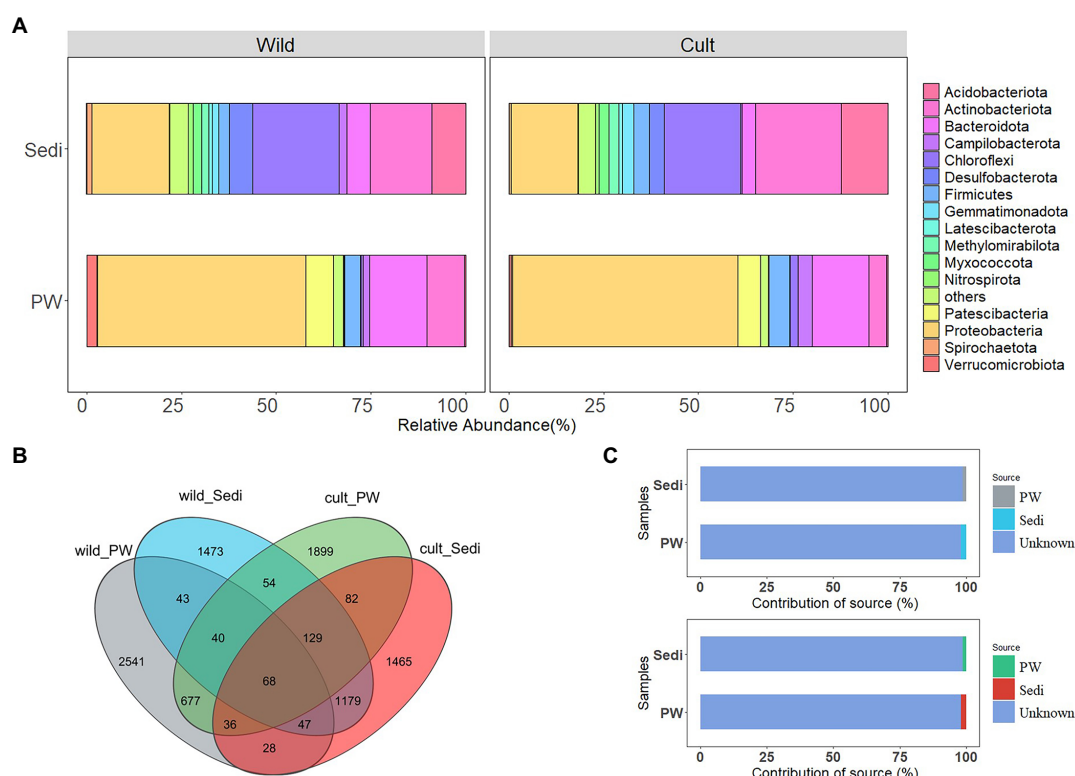 A
Wild
Cult
Sedi
PW
0 25 50 75 100
0 25 50 75 100
Relative Abundance(%)
Acidobacteriota
Actinobacteriota
Bacteroidota
Campilobacterota
Chloroflexi
Desulfobacterota
Firmicutes
Gemmatimonadota
Latescibacterota
Methylomirabilota
Myxococcota
Nitrospirota
others
Patescibacteria
Proteobacteria
Spirochaetota
Verrucomicrobiota
B
wild_Sedi
cult_PW
wild_PW
cult_Sedi
1473
1899
54
43
82
40
129
2541
1465
68
677
1179
36
47
28
C
Samples
Sedi
PW
0 25 50 75 100
Contribution of source (%)
Source
PW
Sedi
Unknown
Samples
Sedi
PW
0 25 50 75 100
Contribution of source (%)
Source
PW
Sedi
Unknown